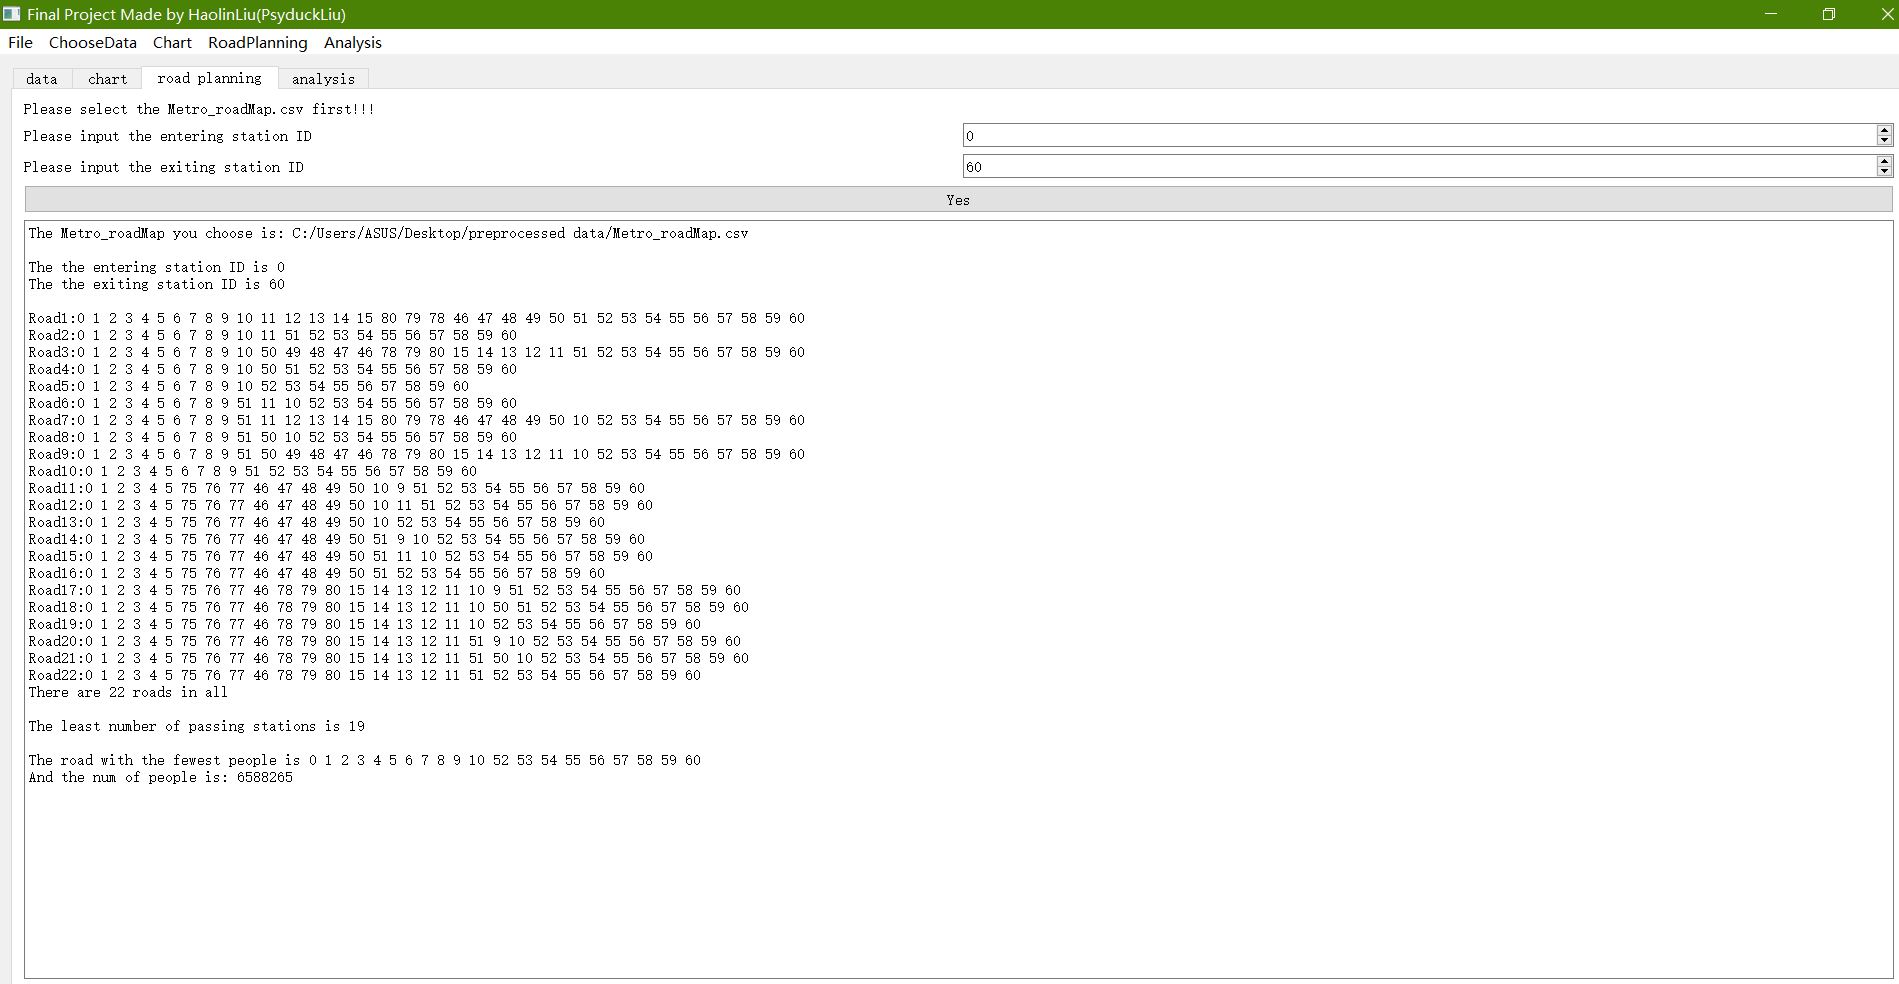 Final Project Made by HaolinLiu(PsyduckLiu)
File ChooseData Chart RoadPlanning Analysis
data chart road planning analysis
Please select the Metro_roadMap.csv first!!!
Please input the entering station ID 0
Please input the exiting station ID 60
Yes
The Metro_roadMap you choose is: C:/Users/ASUS/Desktop/preprocessed data/Metro_roadMap.csv
The the entering station ID is 0
The the exiting station ID is 60
Road1:0 1 2 3 4 5 6 7 8 9 10 11 12 13 14 15 80 79 78 46 47 48 49 50 51 52 53 54 55 56 57 58 59 60
Road2:0 1 2 3 4 5 6 7 8 9 10 11 51 52 53 54 55 56 57 58 59 60
Road3:0 1 2 3 4 5 6 7 8 9 10 50 49 48 47 46 78 79 80 15 14 13 12 11 51 52 53 54 55 56 57 58 59 60
Road4:0 1 2 3 4 5 6 7 8 9 10 50 51 52 53 54 55 56 57 58 59 60
Road5:0 1 2 3 4 5 6 7 8 9 10 52 53 54 55 56 57 58 59 60
Road6:0 1 2 3 4 5 6 7 8 9 51 11 10 52 53 54 55 56 57 58 59 60
Road7:0 1 2 3 4 5 6 7 8 9 51 11 12 13 14 15 80 79 78 46 47 48 49 50 10 52 53 54 55 56 57 58 59 60
Road8:0 1 2 3 4 5 6 7 8 9 51 50 10 52 53 54 55 56 57 58 59 60
Road9:0 1 2 3 4 5 6 7 8 9 51 50 49 48 47 46 78 79 80 15 14 13 12 11 10 52 53 54 55 56 57 58 59 60
Road10:0 1 2 3 4 5 6 7 8 9 51 52 53 54 55 56 57 58 59 60
Road11:0 1 2 3 4 5 75 76 77 46 47 48 49 50 10 9 51 52 53 54 55 56 57 58 59 60
Road12:0 1 2 3 4 5 75 76 77 46 47 48 49 50 10 11 51 52 53 54 55 56 57 58 59 60
Road13:0 1 2 3 4 5 75 76 77 46 47 48 49 50 10 52 53 54 55 56 57 58 59 60
Road14:0 1 2 3 4 5 75 76 77 46 47 48 49 50 51 9 10 52 53 54 55 56 57 58 59 60
Road15:0 1 2 3 4 5 75 76 77 46 47 48 49 50 51 11 10 52 53 54 55 56 57 58 59 60
Road16:0 1 2 3 4 5 75 76 77 46 47 48 49 50 51 52 53 54 55 56 57 58 59 60
Road17:0 1 2 3 4 5 75 76 77 46 78 79 80 15 14 13 12 11 10 9 51 52 53 54 55 56 57 58 59 60
Road18:0 1 2 3 4 5 75 76 77 46 78 79 80 15 14 13 12 11 10 50 51 52 53 54 55 56 57 58 59 60
Road19:0 1 2 3 4 5 75 76 77 46 78 79 80 15 14 13 12 11 10 52 53 54 55 56 57 58 59 60
Road20:0 1 2 3 4 5 75 76 77 46 78 79 80 15 14 13 12 11 51 9 10 52 53 54 55 56 57 58 59 60
Road21:0 1 2 3 4 5 75 76 77 46 78 79 80 15 14 13 12 11 51 50 10 52 53 54 55 56 57 58 59 60
Road22:0 1 2 3 4 5 75 76 77 46 78 79 80 15 14 13 12 11 51 52 53 54 55 56 57 58 59 60
There are 22 roads in all
The least number of passing stations is 19
The road with the fewest people is 0 1 2 3 4 5 6 7 8 9 10 52 53 54 55 56 57 58 59 60
And the num of people is: 6588265